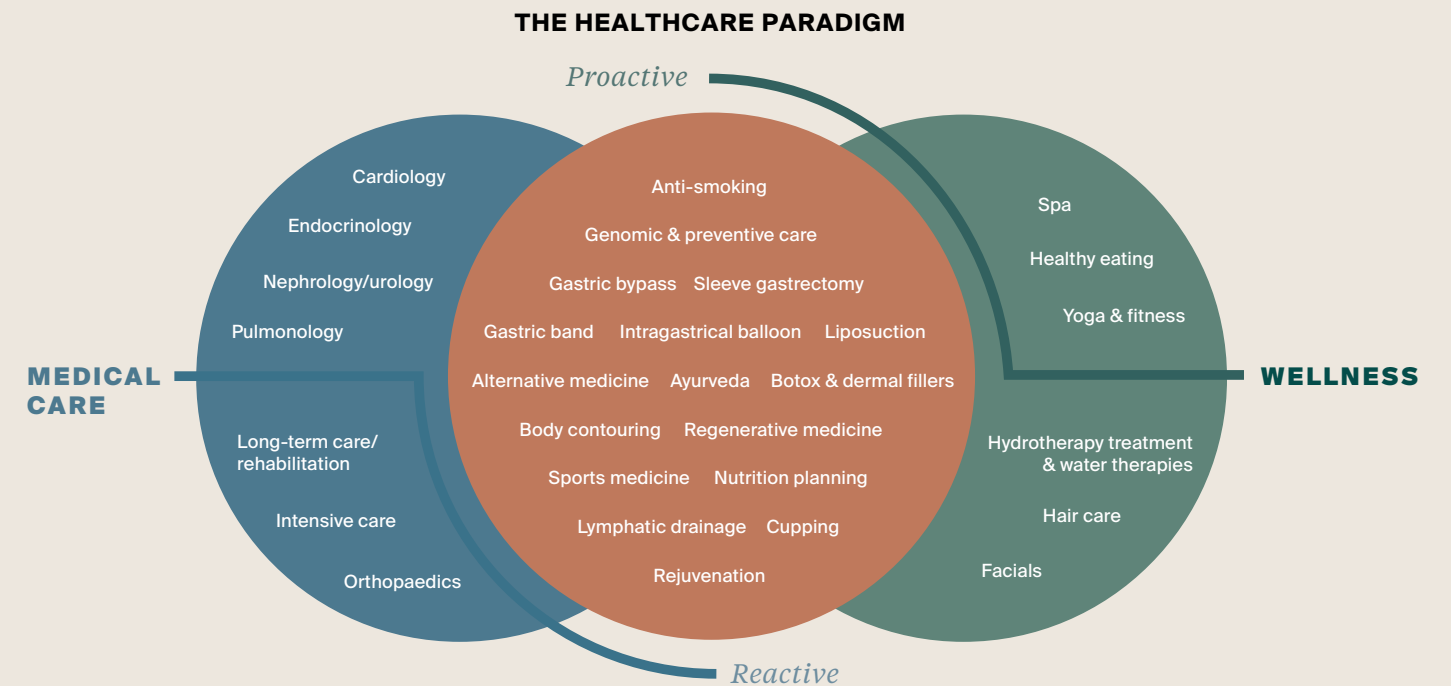 THE HEALTHCARE PARADIGM
Proactive
Cardiology
Endocrinology
Nephrology/urology
Pulmonology
MEDICAL
CARE
Long-term care/
rehabilitation
Intensive care
Orthopaedics
Anti-smoking
Genomic & preventive care
Gastric bypass Sleeve gastrectomy
Gastric band Intragastrical balloon Liposuction
Alternative medicine Ayurveda Botox & dermal fillers
Body contouring Regenerative medicine
Sports medicine Nutrition planning
Lymphatic drainage Cupping
Rejuvenation
Spa
Healthy eating
Yoga & fitness
WELLNESS
Hydrotherapy treatment
& water therapies
Hair care
Facials
Reactive